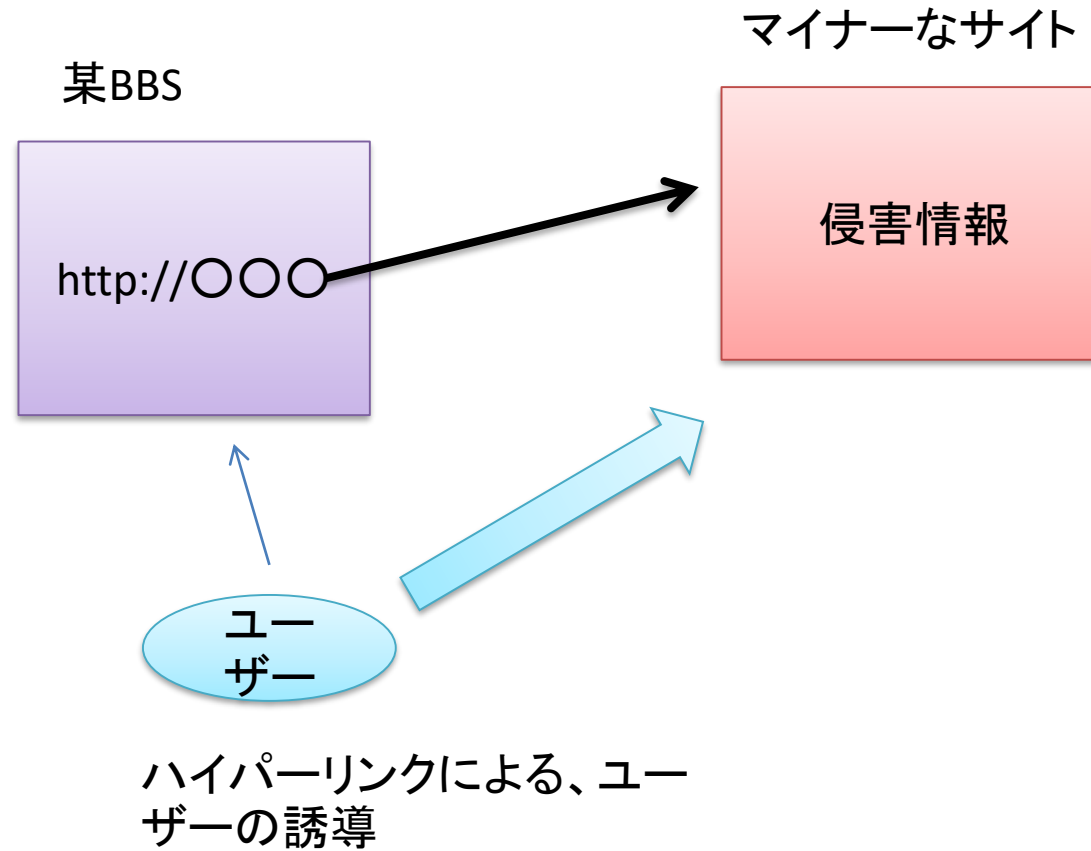 マイナーなサイト
某BBS
侵害情報
http://〇〇〇
ユー
ザー
ハイパーリンクによる、ユー
ザーの誘導